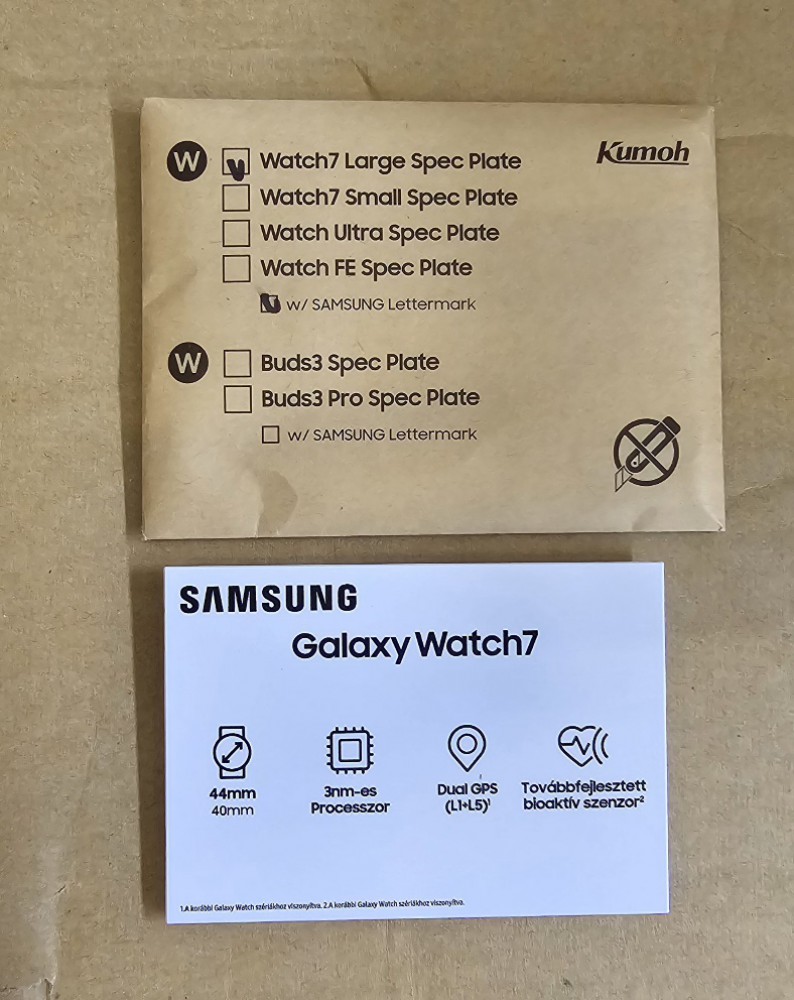 W Watch7 Large Spec Plate
Kumoh
Watch7 Small Spec Plate
Watch Ultra Spec Plate
Watch FE Spec Plate
w/ SAMSUNG Lettermark
W Buds3 Spec Plate
Buds3 Pro Spec Plate
w/ SAMSUNG Lettermark
SAMSUNG
Galaxy Watch7
44mm
40mm
3nm-es
Processzor
Dual GPS
(L1+L5)¹
Továbbfejlesztett
bioaktív szenzor²
1.A korábbi Galaxy Watch szériákhoz viszonyítva. 2.A korábbi Galaxy Watch szériákhoz viszonyítva.